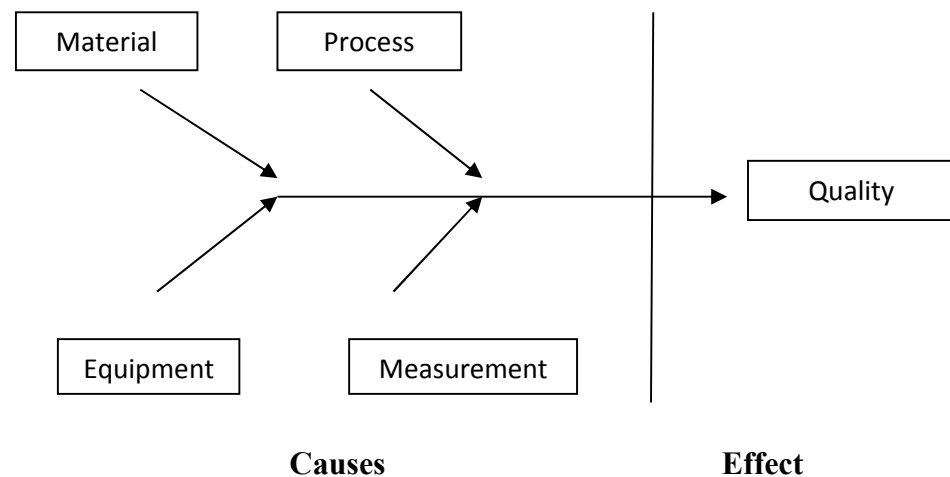 Material
Process
Quality
Equipment
Measurement
Causes
Effect